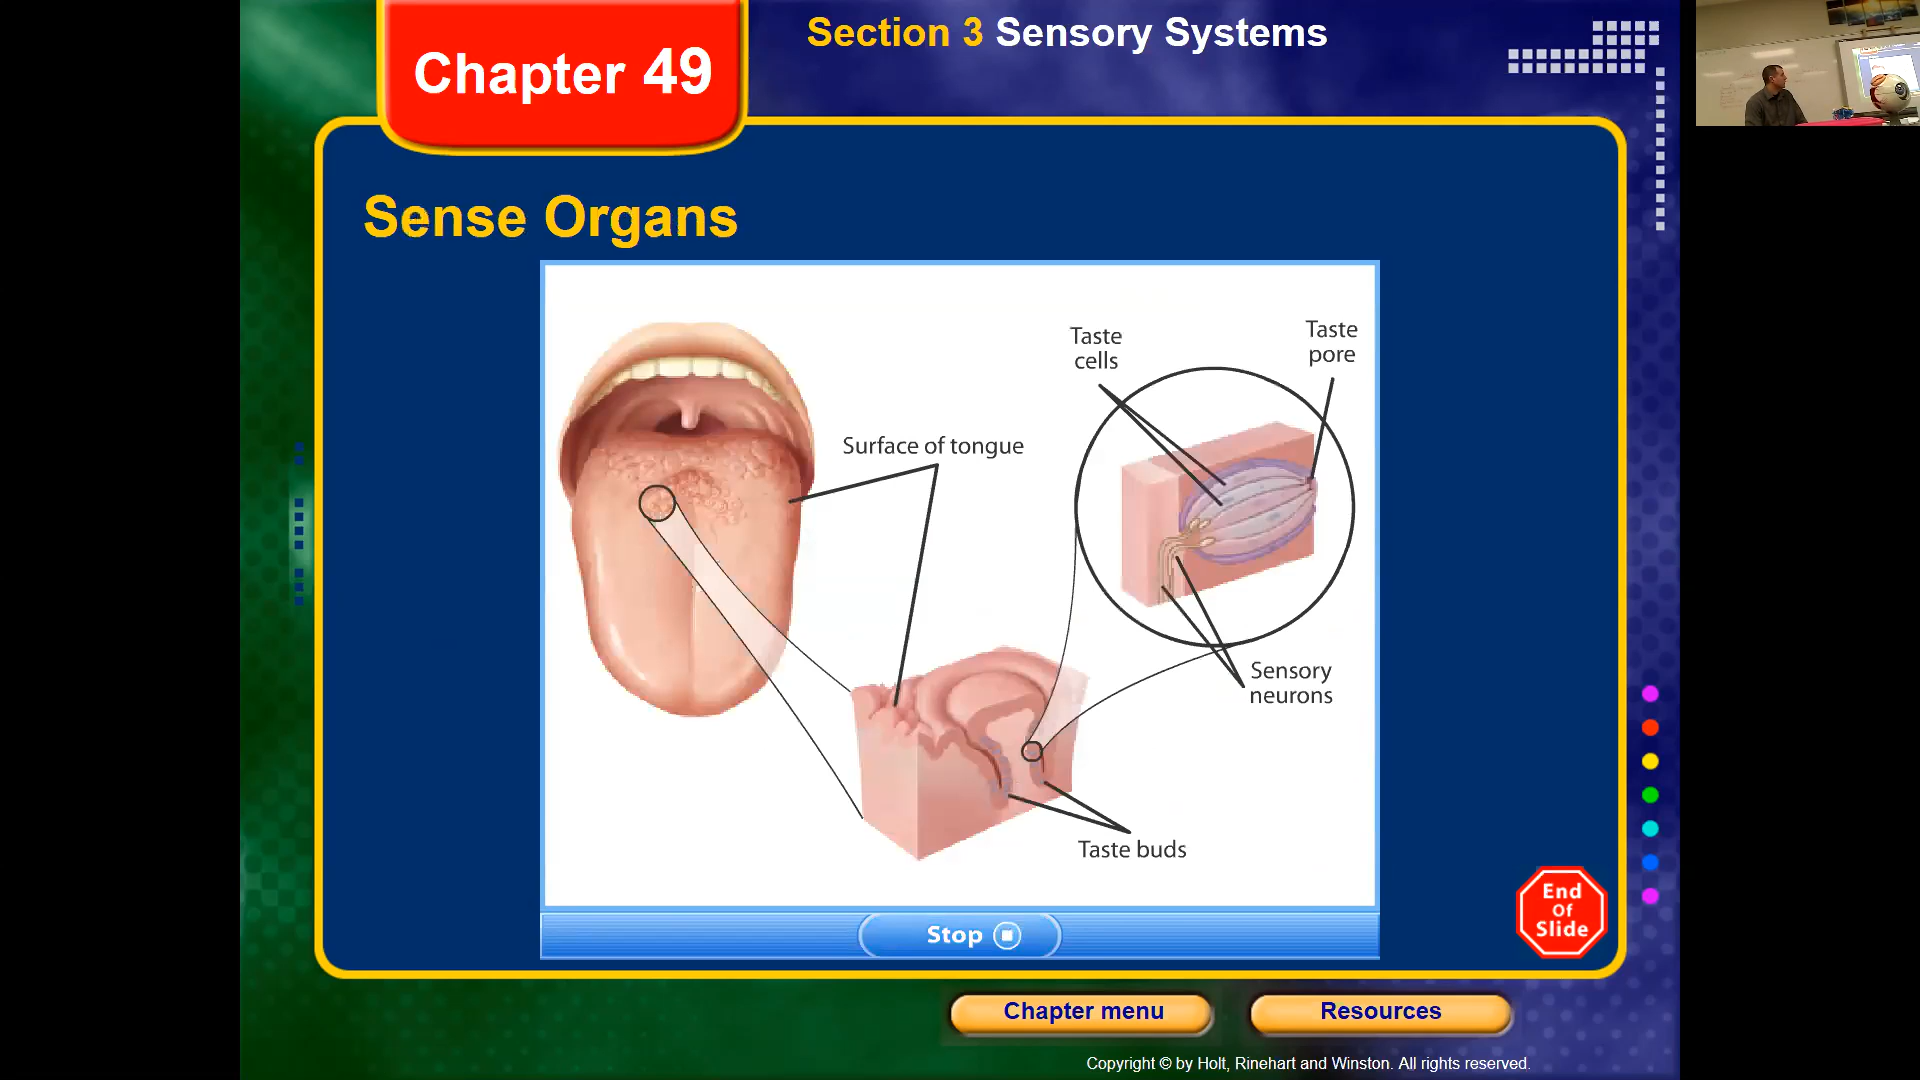 Chapter 49
Section 3 Sensory Systems
Sense Organs
Taste
cells
Taste
pore
Surface of tongue
Sensory
neurons
Taste buds
Stop
End
Of
Slide
Chapter menu
Resources
Copyright © by Holt, Rinehart and Winston. All rights reserved.